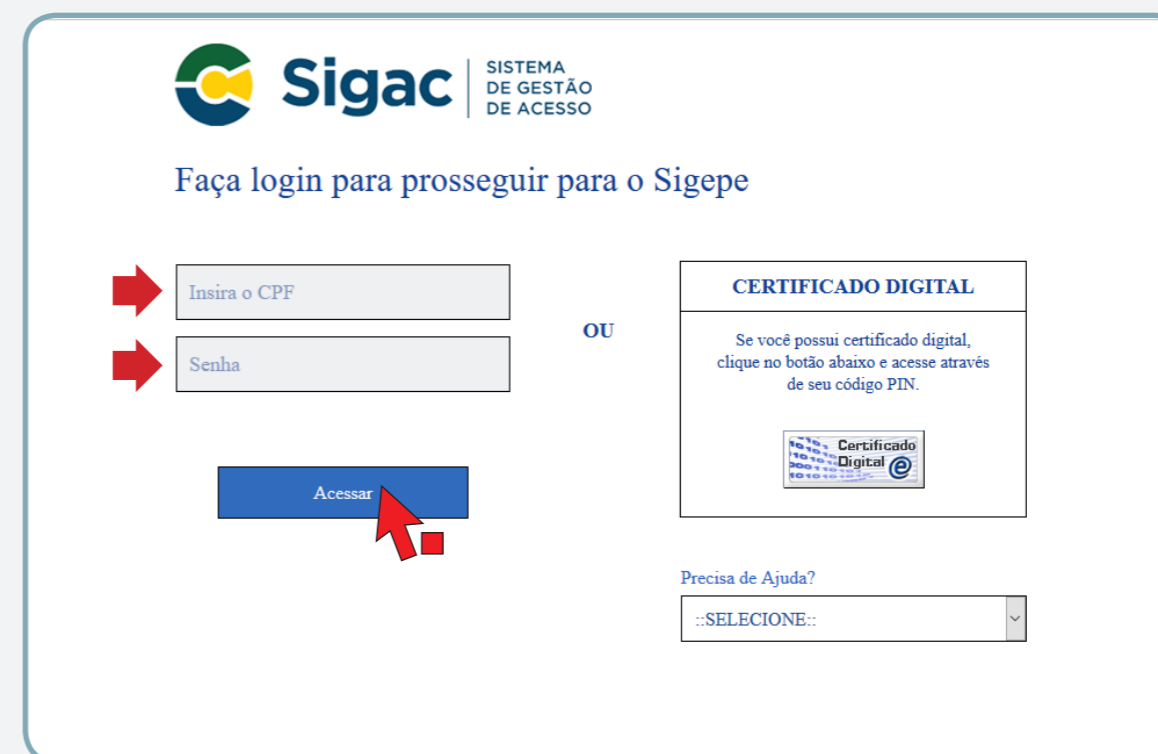 Sigac
SISTEMA
DE GESTÃO
DE ACESSO
Faça login para prosseguir para o Sigepe
Insira o CPF
Senha
Acessar
OU
CERTIFICADO DIGITAL
Se você possui certificado digital,
clique no botão abaixo e acesse através
de seu código PIN.
Certificado
Digital
Precisa de Ajuda?
::SELECIONE::